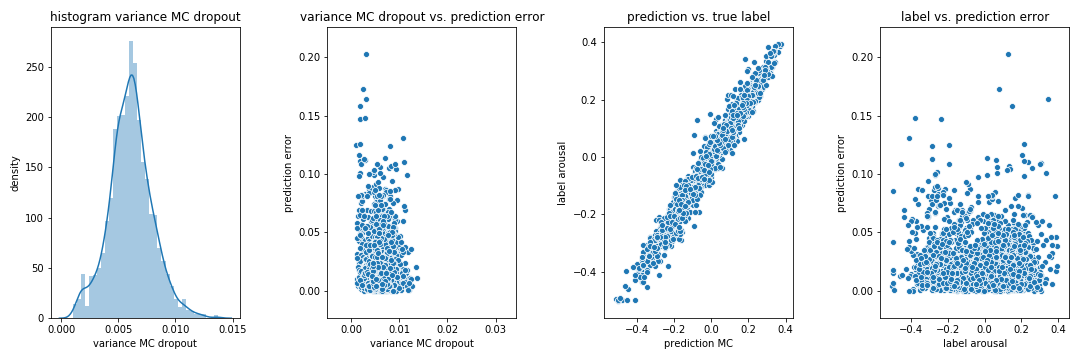 histogram variance MC dropout
density
250
200
150
100
50
0
0.000 0.005 0.010 0.015
variance MC dropout
variance MC dropout vs. prediction error
prediction error
0.20
0.15
0.10
0.05
0.00
0.00 0.01 0.02 0.03
variance MC dropout
prediction vs. true label
label arousal
0.4
0.2
0.0
−0.2
−0.4
−0.4 −0.2 0.0 0.2 0.4
prediction MC
label vs. prediction error
prediction error
0.20
0.15
0.10
0.05
0.00
−0.4 −0.2 0.0 0.2 0.4
label arousal